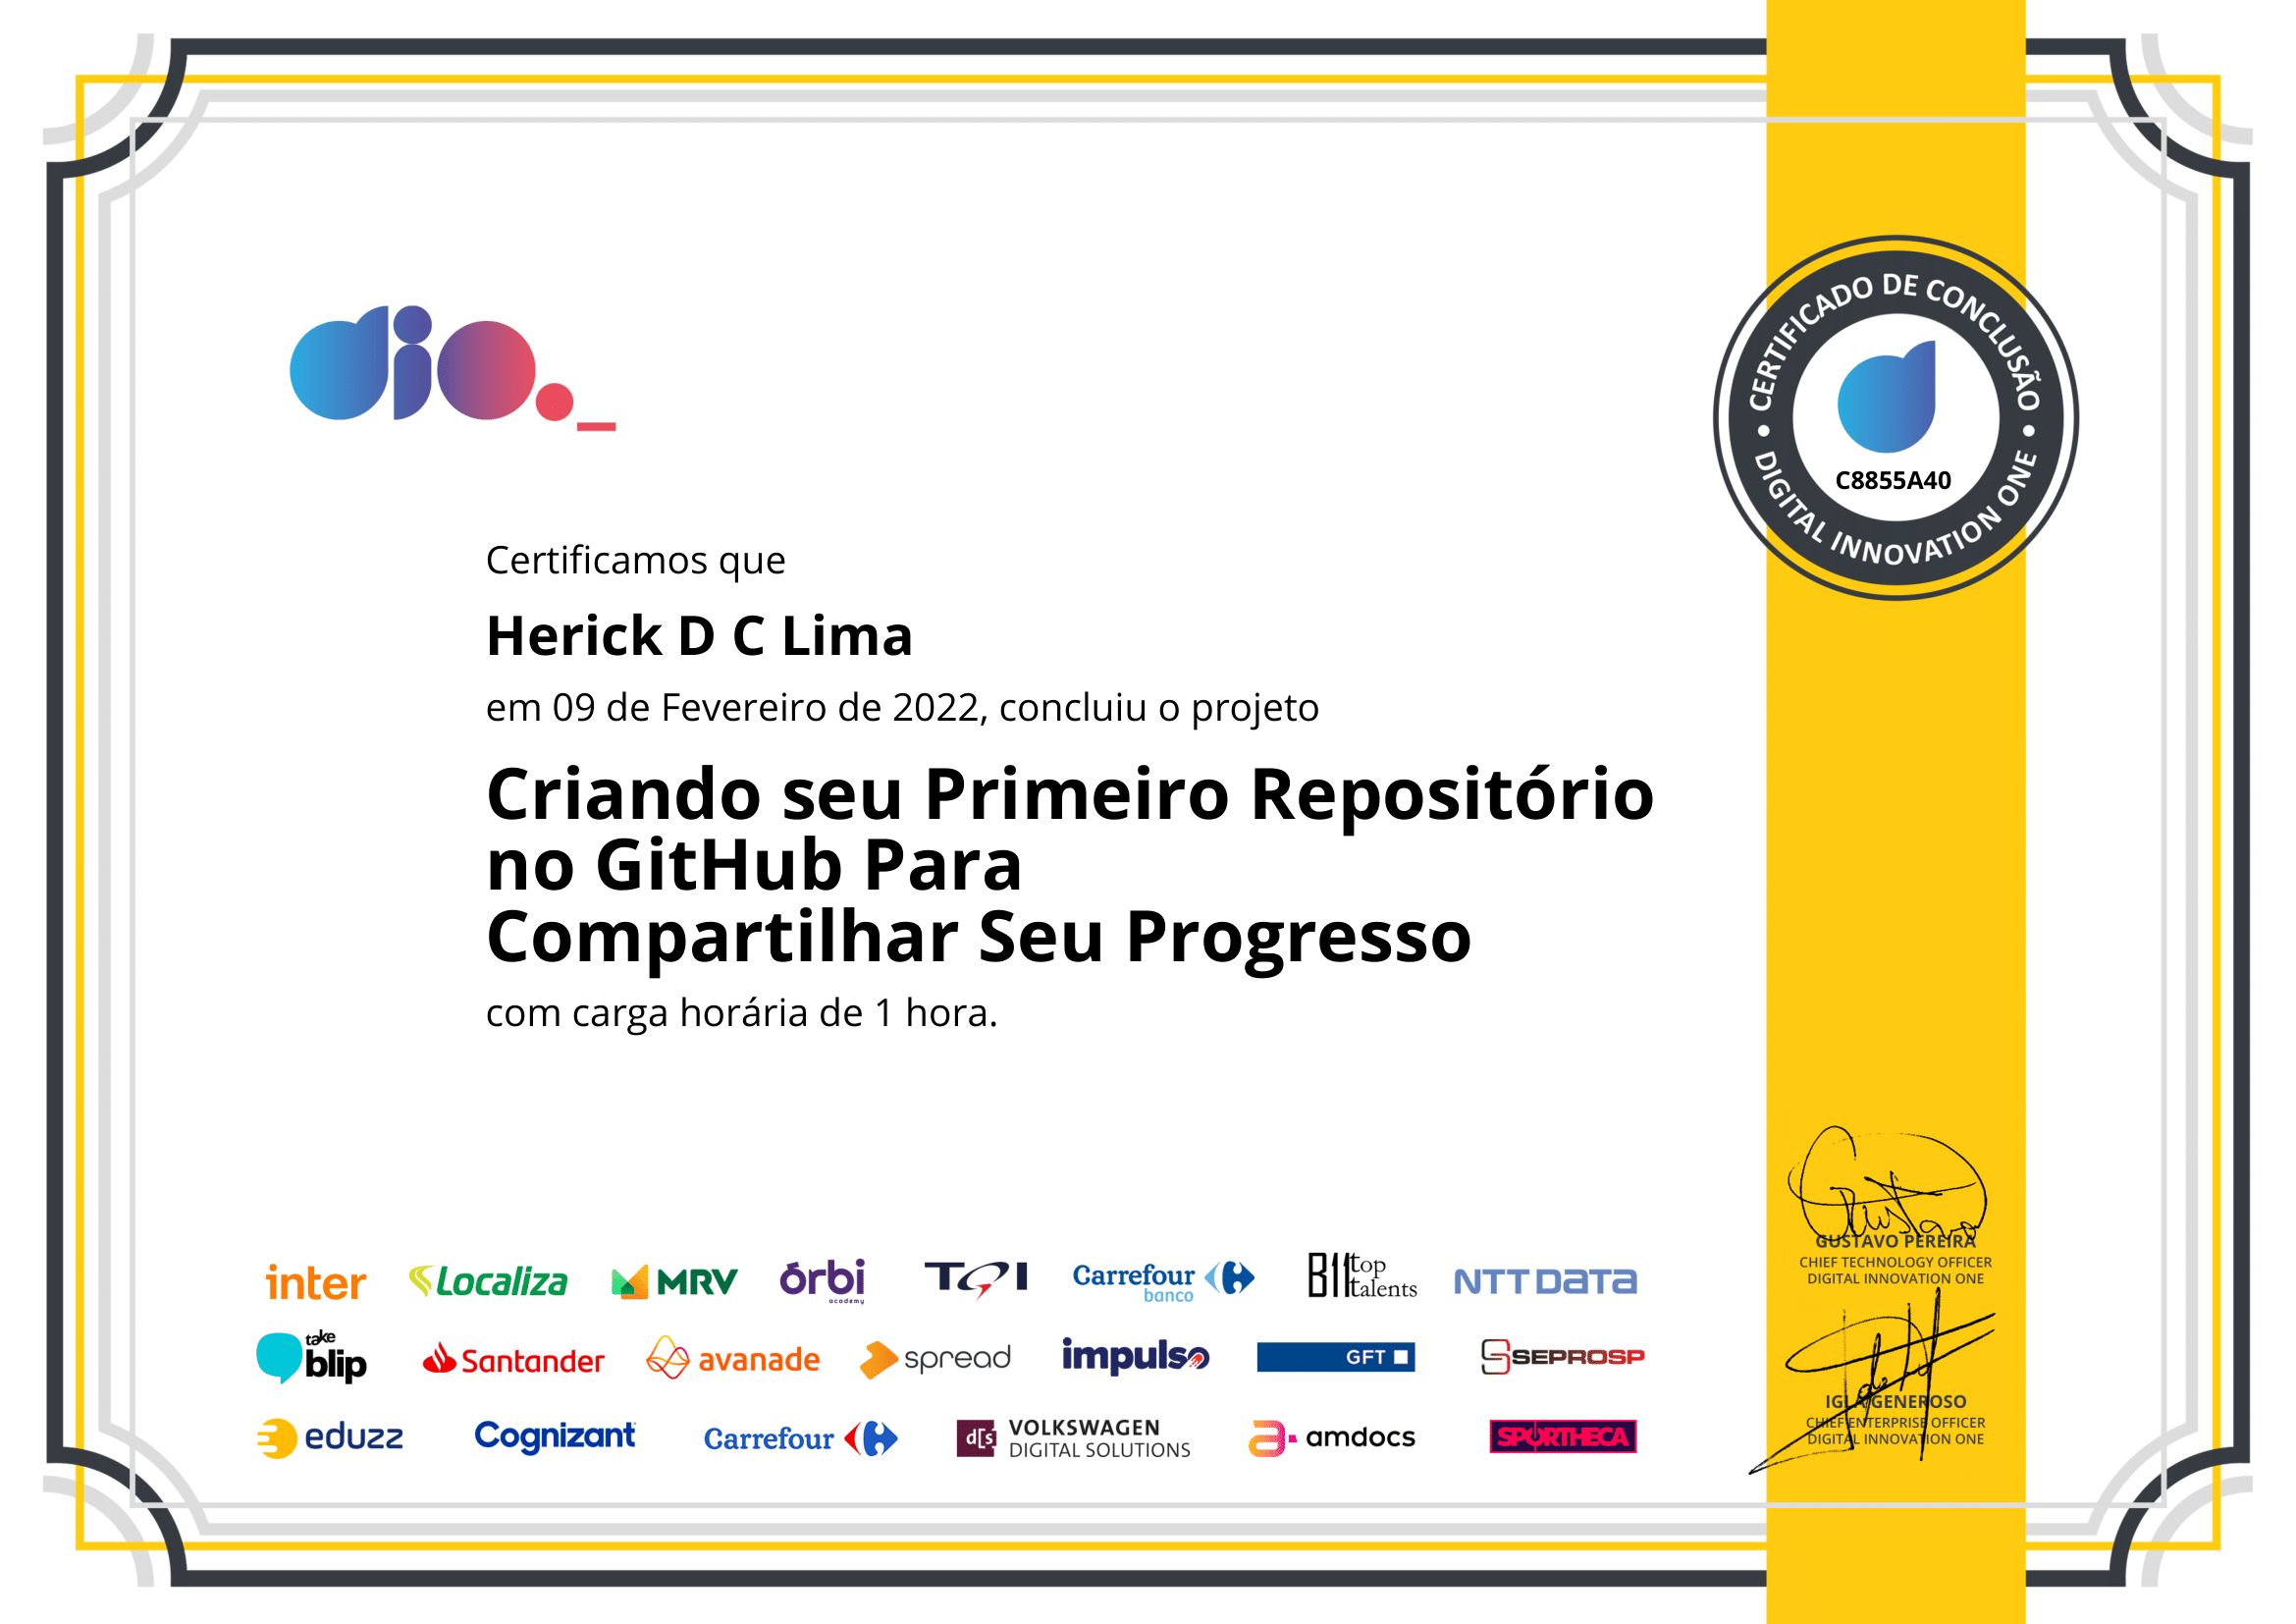 dio._
CERTIFICADO DE CONCLUSÃO
C8855A40
DIGITAL INNOVATION ONE
Certificamos que
Herick D C Lima
em 09 de Fevereiro de 2022, concluiu o projeto
Criando seu Primeiro Repositório
no GitHub Para
Compartilhar Seu Progresso
com carga horária de 1 hora.
GUSTAVO PEREIRA
CHIEF TECHNOLOGY OFFICER
DIGITAL INNOVATION ONE
inter Localiza MRV órbi academy TQI Carrefour banco B11 top talents NTT DATA
take blip Santander avanade spread impulso GFT SEPROSP
IGLA GENEROSO
CHIEF ENTERPRISE OFFICER
DIGITAL INNOVATION ONE
eduzz Cognizant Carrefour d[s VOLKSWAGEN DIGITAL SOLUTIONS amdocs SPORTHECA